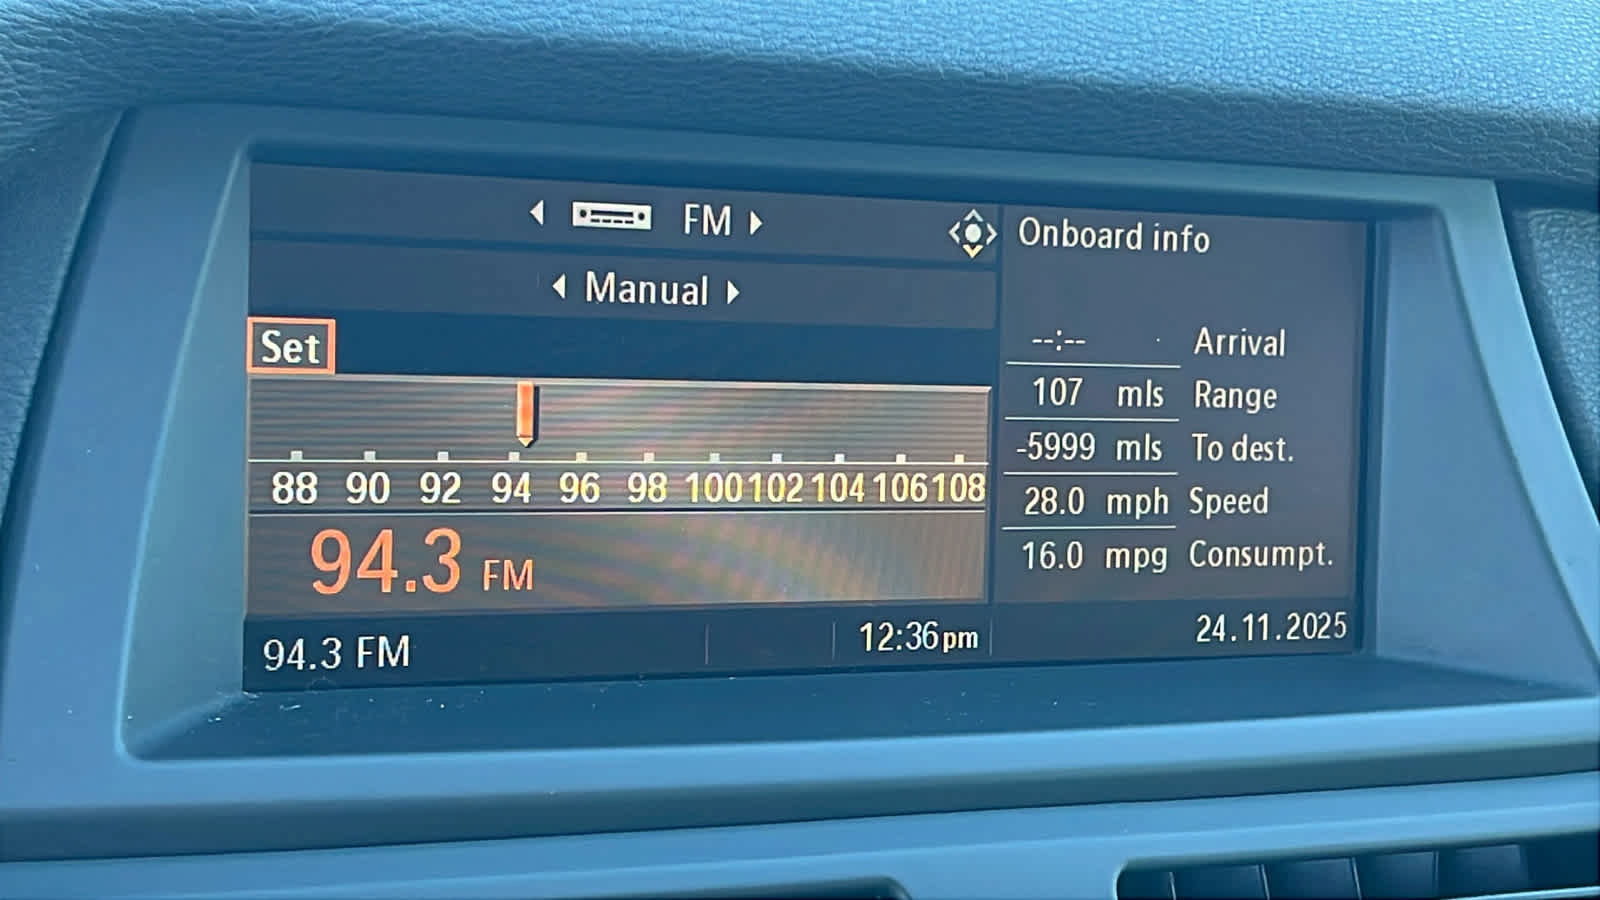 FM
Manual
Set
88 90 92 94 96 98 100 102 104 106 108
94.3 FM
94.3 FM
12:36pm
Onboard info
--:-- Arrival
107 mls Range
-5999 mls To dest.
28.0 mph Speed
16.0 mpg Consumpt.
24.11.2025